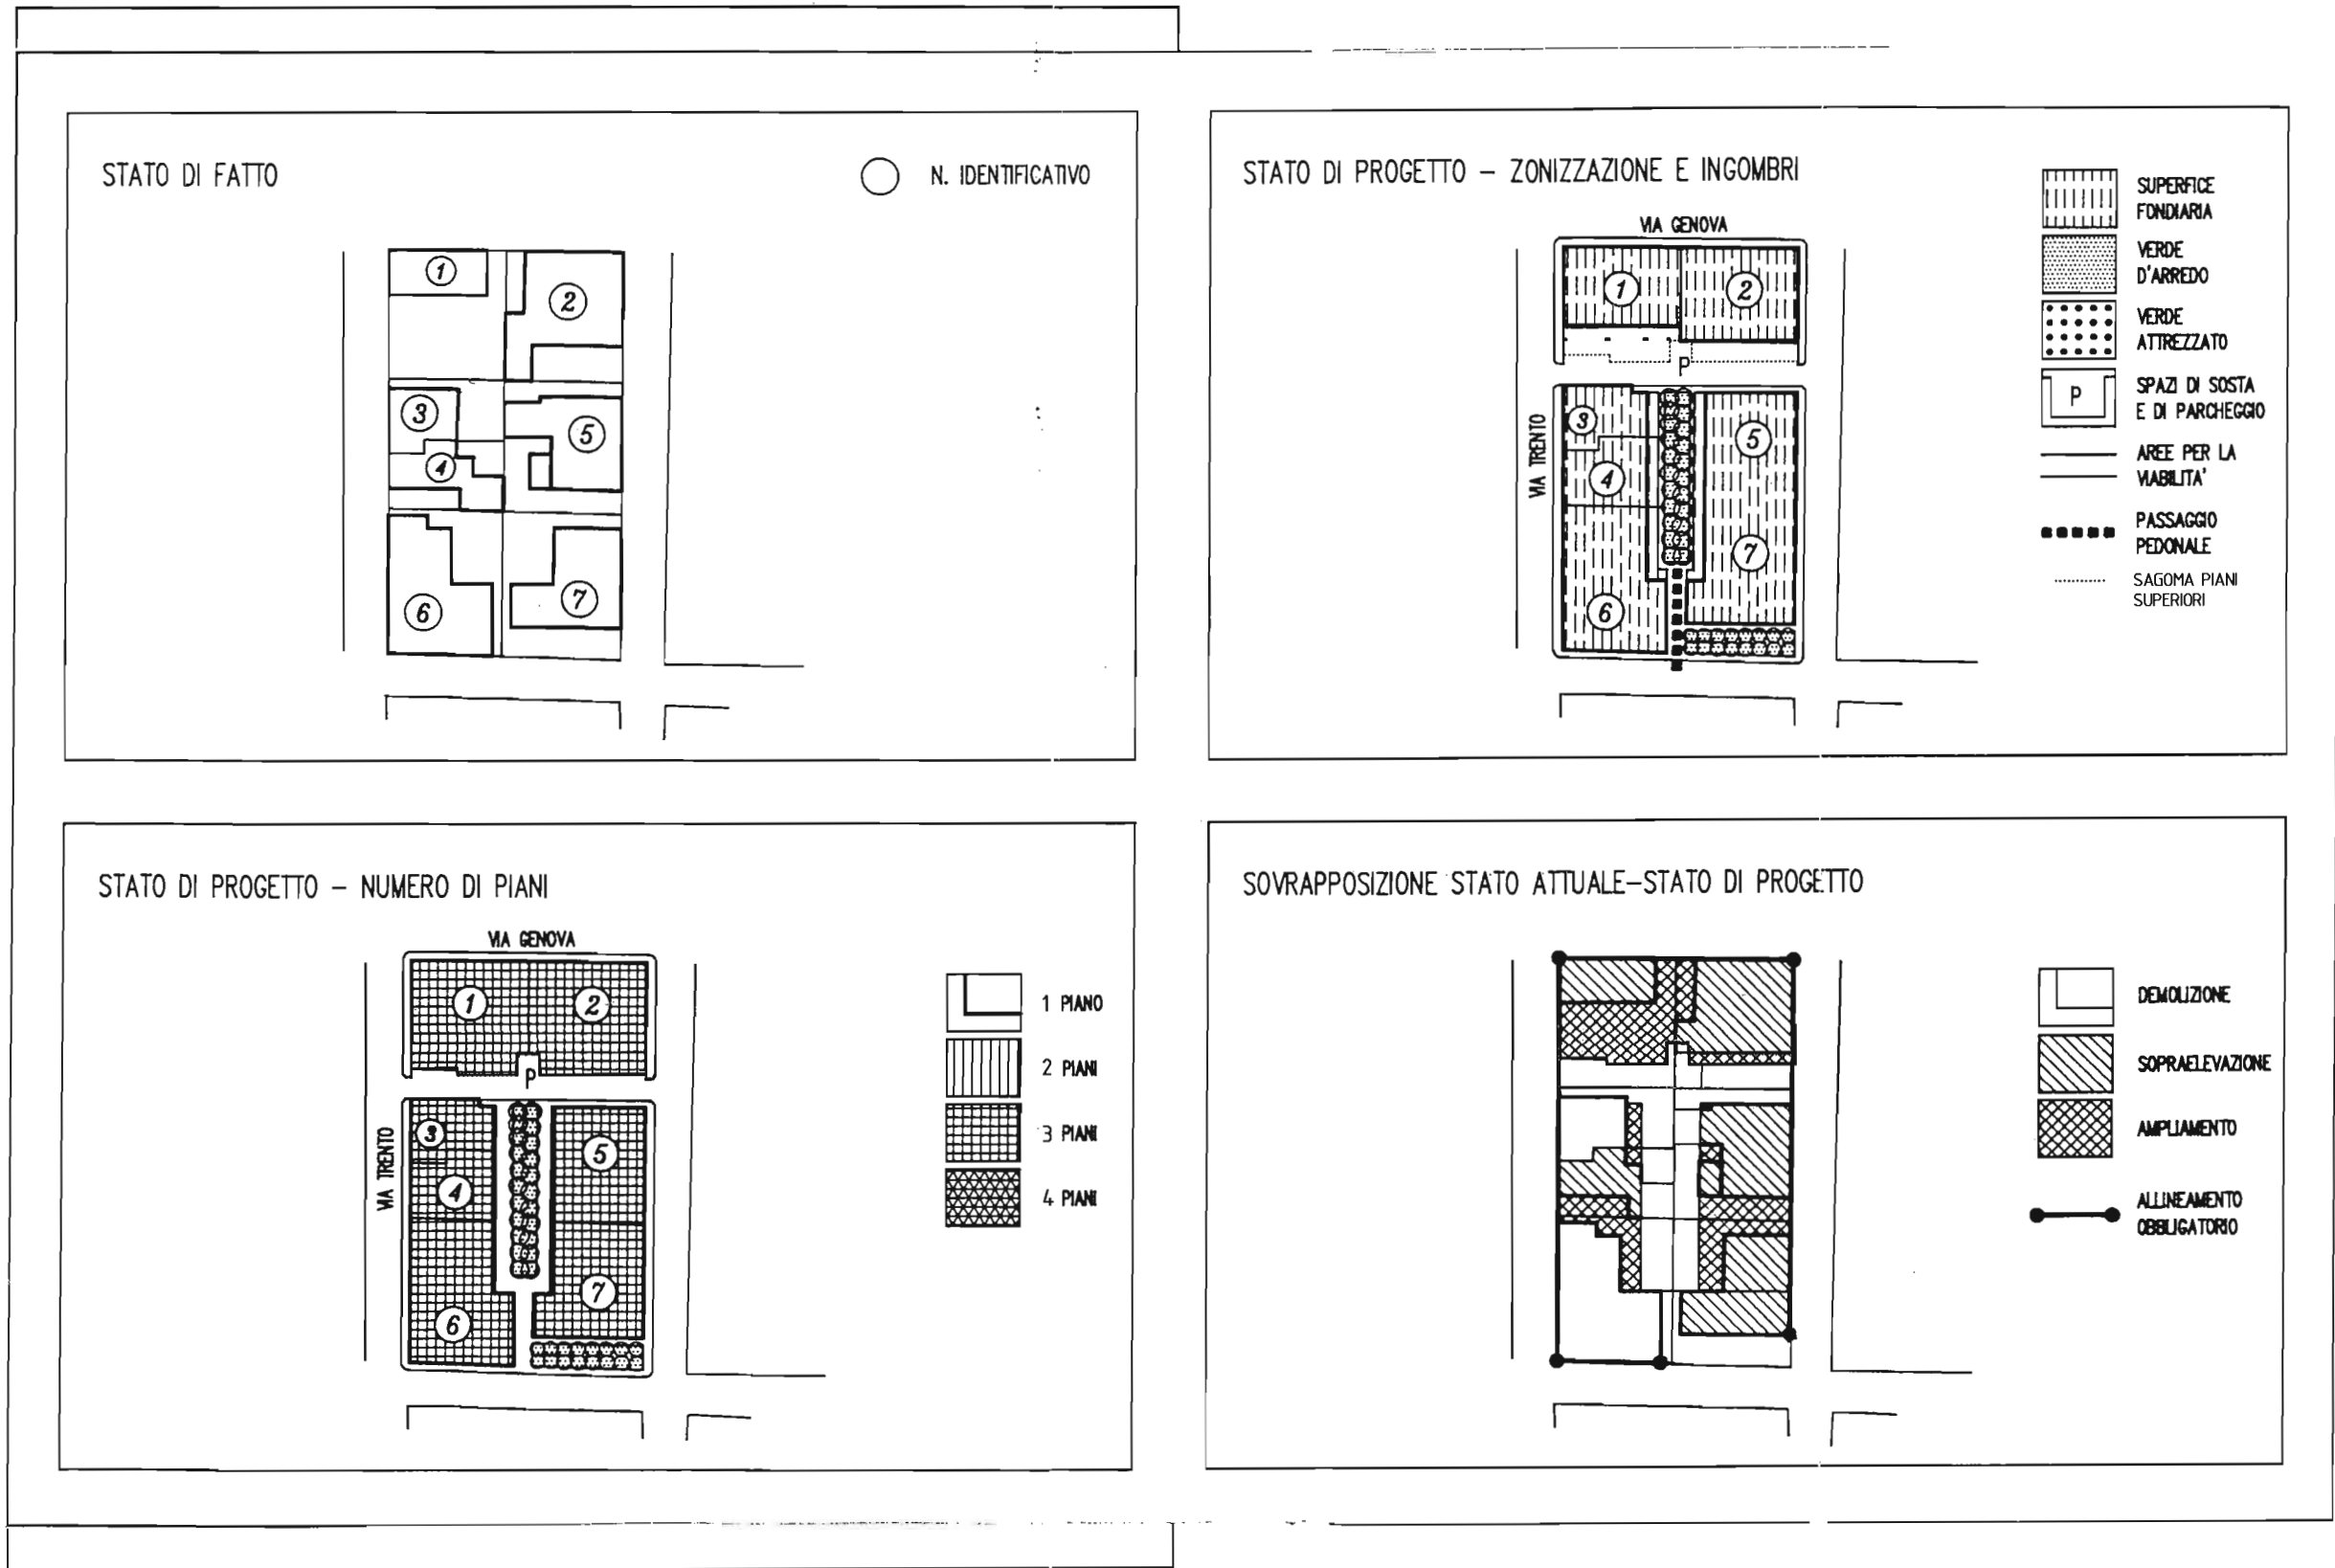 STATO DI FATTO
N. IDENTIFICATIVO
1
2
3
5
4
6
7
STATO DI PROGETTO – ZONIZZAZIONE E INGOMBRI
VIA GENOVA
1
2
P
VIA TRENTO
3
5
4
7
6
SUPERFICE
FONDIARIA
VERDE
D'ARREDO
VERDE
ATTREZZATO
P
SPAZI DI SOSTA
E DI PARCHEGGIO
AREE PER LA
VIABILITA'
PASSAGGIO
PEDONALE
SAGOMA PIANI
SUPERIORI
STATO DI PROGETTO – NUMERO DI PIANI
VIA GENOVA
1
2
P
VIA TRENTO
3
5
4
7
6
1 PIANO
2 PIANI
3 PIANI
4 PIANI
SOVRAPPOSIZIONE STATO ATTUALE–STATO DI PROGETTO
DEMOLIZIONE
SOPRAELEVAZIONE
AMPLIAMENTO
ALLINEAMENTO
OBBLIGATORIO